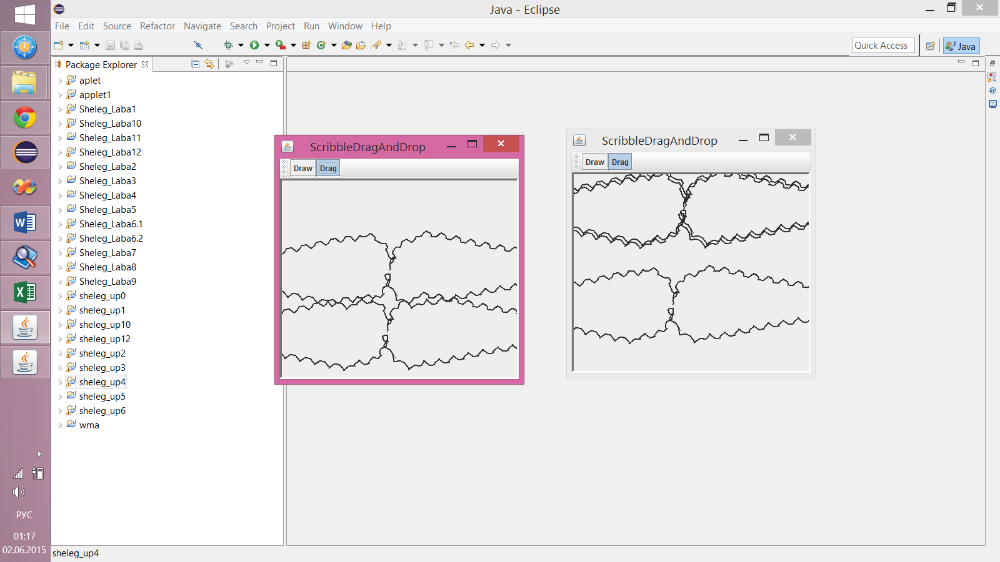 Java - Eclipse
File Edit Source Refactor Navigate Search Project Run Window Help
Quick Access
Java
Package Explorer
aplet
applet1
Sheleg_Laba1
Sheleg_Laba10
Sheleg_Laba11
Sheleg_Laba12
Sheleg_Laba2
Sheleg_Laba3
Sheleg_Laba4
Sheleg_Laba5
Sheleg_Laba6.1
Sheleg_Laba6.2
Sheleg_Laba7
Sheleg_Laba8
Sheleg_Laba9
sheleg_up0
sheleg_up1
sheleg_up10
sheleg_up12
sheleg_up2
sheleg_up3
sheleg_up4
sheleg_up5
sheleg_up6
wma
ScribbleDragAndDrop
Draw Drag
ScribbleDragAndDrop
Draw Drag
РУС
01:17
02.06.2015
sheleg_up4